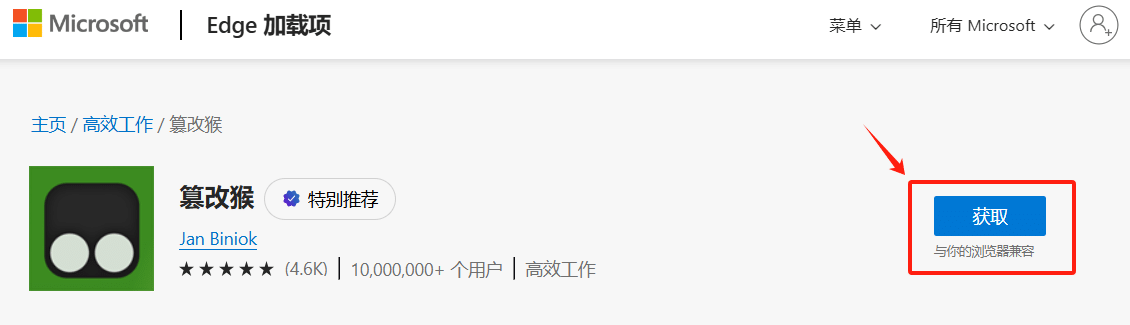 Microsoft | Edge 加载项 菜单 所有 Microsoft
主页 / 高效工作 / 篡改猴
篡改猴 特别推荐
获取
Jan Biniok
与你的浏览器兼容
(4.6K) | 10,000,000+ 个用户 | 高效工作